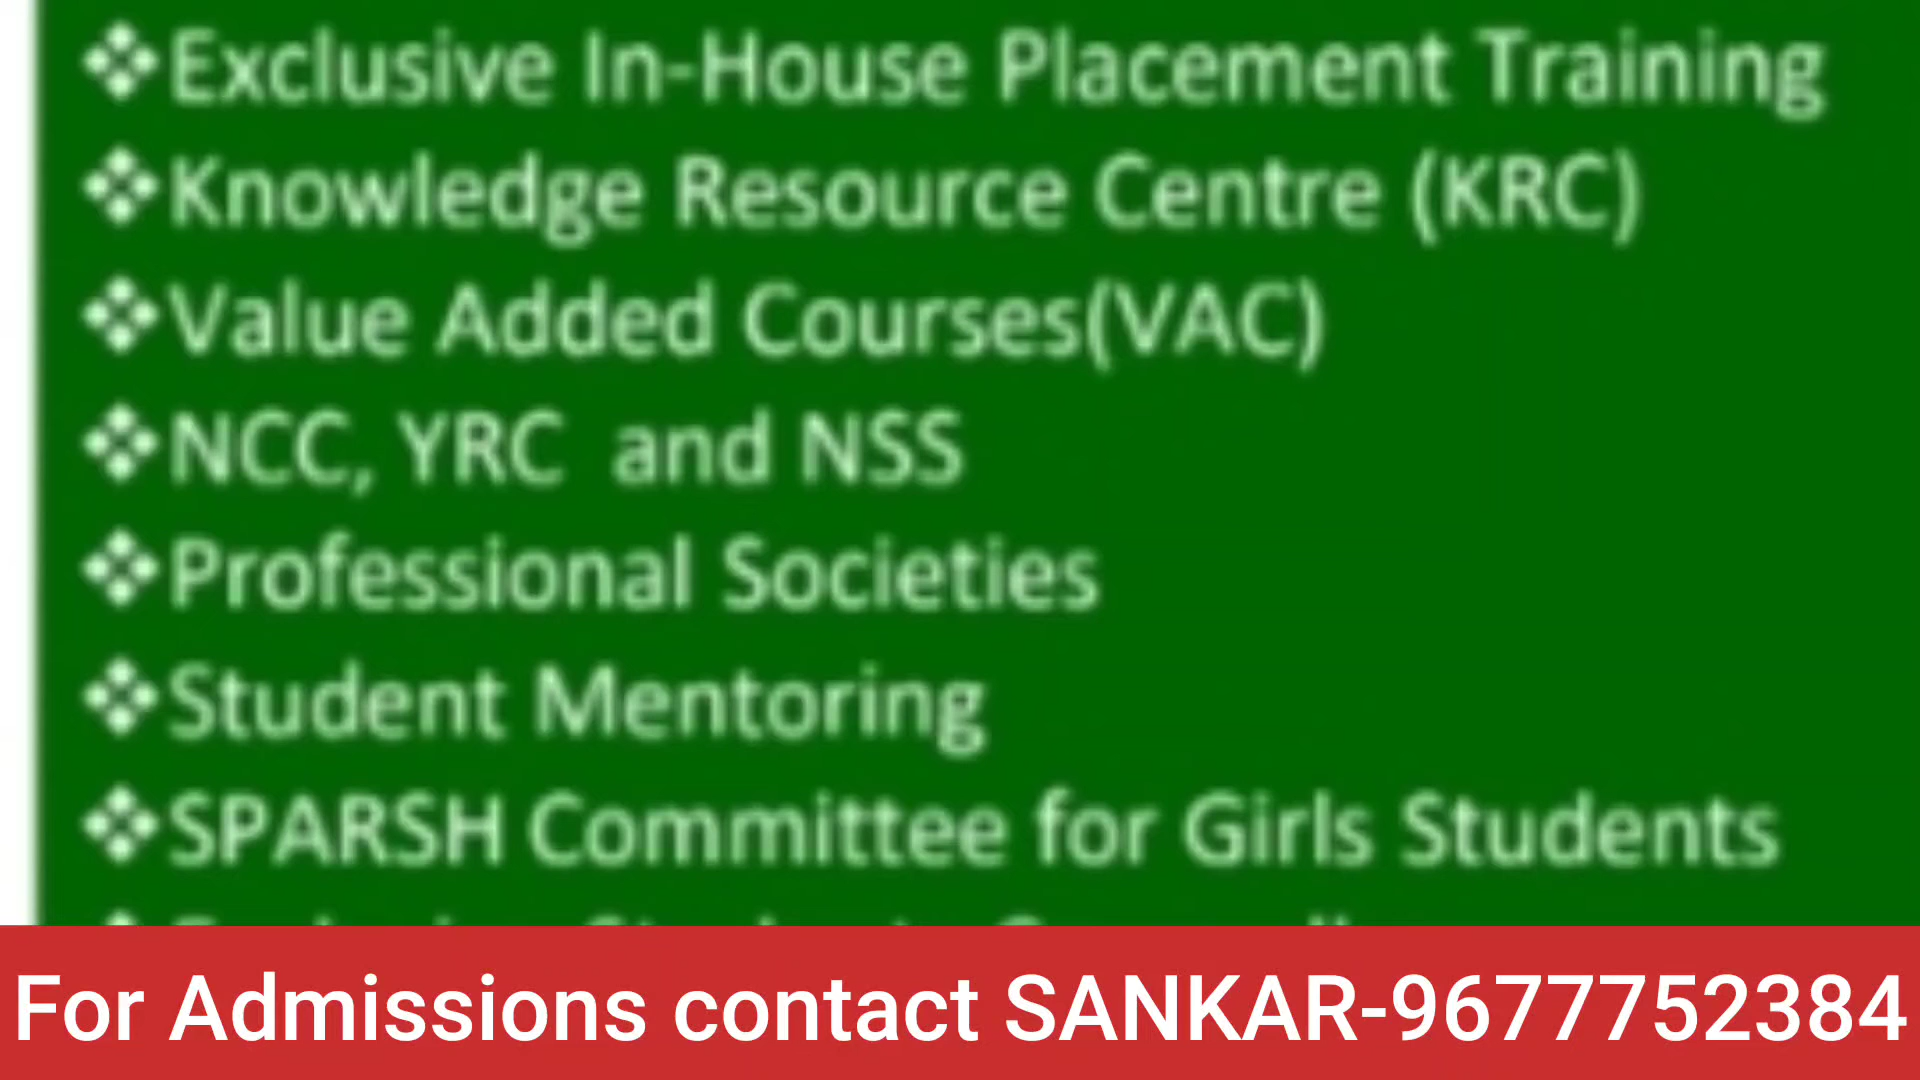 ❖Exclusive In-House Placement Training
❖Knowledge Resource Centre (KRC)
❖Value Added Courses(VAC)
❖NCC, YRC  and NSS
❖Professional Societies
❖Student Mentoring
❖SPARSH Committee for Girls Students
For Admissions contact SANKAR-9677752384